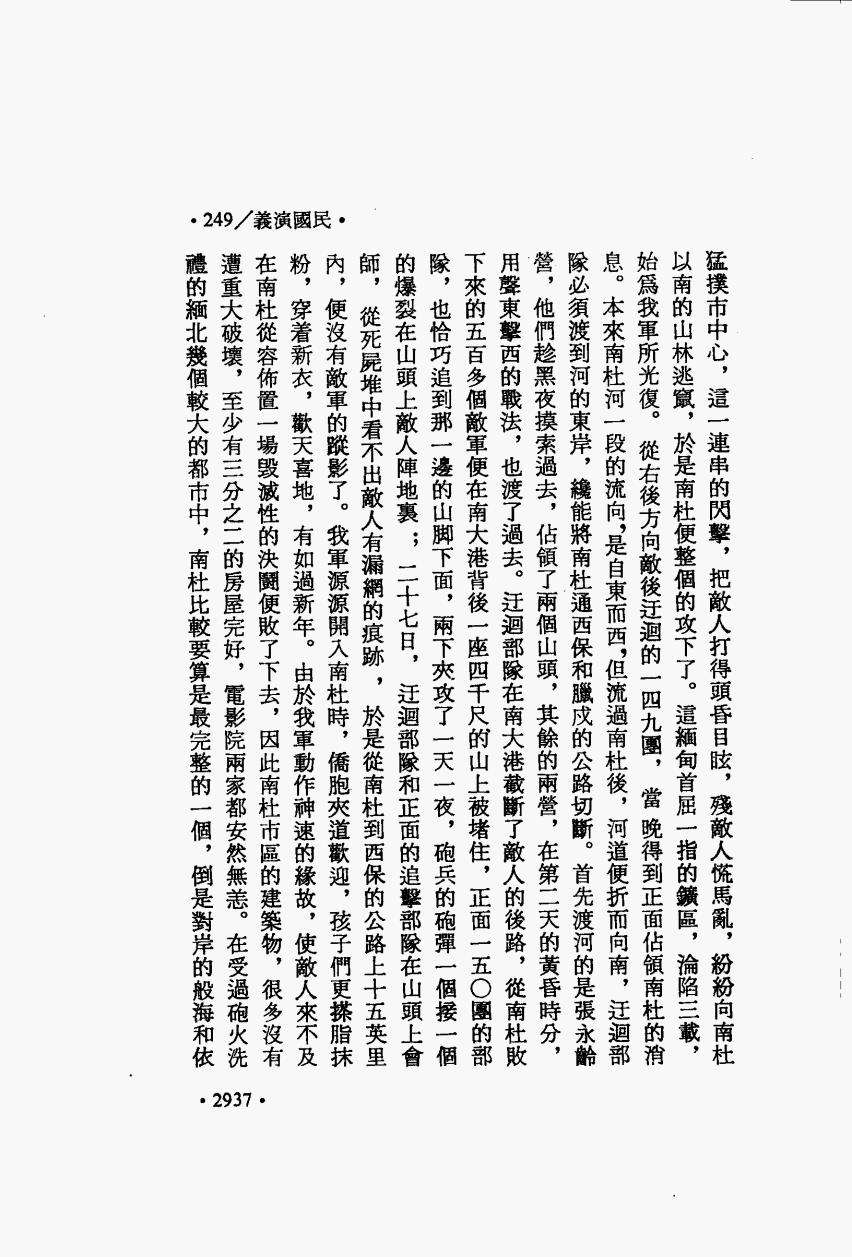 •249／義演國民•
猛撲市中心，這一連串的閃擊，把敵人打得頭昏目眩，殘敵人慌馬亂，紛紛向南杜
以南的山林逃竄，於是南杜便整個的攻下了。這緬甸首屈一指的鑛區，淪陷三載，
始爲我軍所光復。從右後方向敵後迂迴的一四九團，當晚得到正面佔領南杜的消
息。本來南杜河一段的流向，是自東而西，但流過南杜後，河道便折而向南，迂迴部
隊必須渡到河的東岸，纔能將南杜通西保和臘戍的公路切斷。首先渡河的是張永齡
營，他們趁黑夜摸索過去，佔領了兩個山頭，其餘的兩營，在第二天的黃昏時分，
用聲東擊西的戰法，也渡了過去。迂迴部隊在南大港截斷了敵人的後路，從南杜敗
下來的五百多個敵軍便在南大港背後一座四千尺的山上被堵住，正面一五○團的部
隊，也恰巧追到那一邊的山脚下面，兩下夾攻了一天一夜，砲兵的砲彈一個接一個
的爆裂在山頭上敵人陣地裏；二十七日，迂迴部隊和正面的追擊部隊在山頭上會
師，從死屍堆中看不出敵人有漏網的痕跡，於是從南杜到西保的公路上十五英里
內，便沒有敵軍的蹤影了。我軍源源開入南杜時，僑胞夾道歡迎，孩子們更搽脂抹
粉，穿着新衣，歡天喜地，有如過新年。由於我軍動作神速的緣故，使敵人來不及
在南杜從容佈置一場毀滅性的決鬪便敗了下去，因此南杜市區的建築物，很多沒有
遭重大破壞，至少有三分之二的房屋完好，電影院兩家都安然無恙。在受過砲火洗
禮的緬北幾個較大的都市中，南杜比較要算是最完整的一個，倒是對岸的般海和依
•2937•